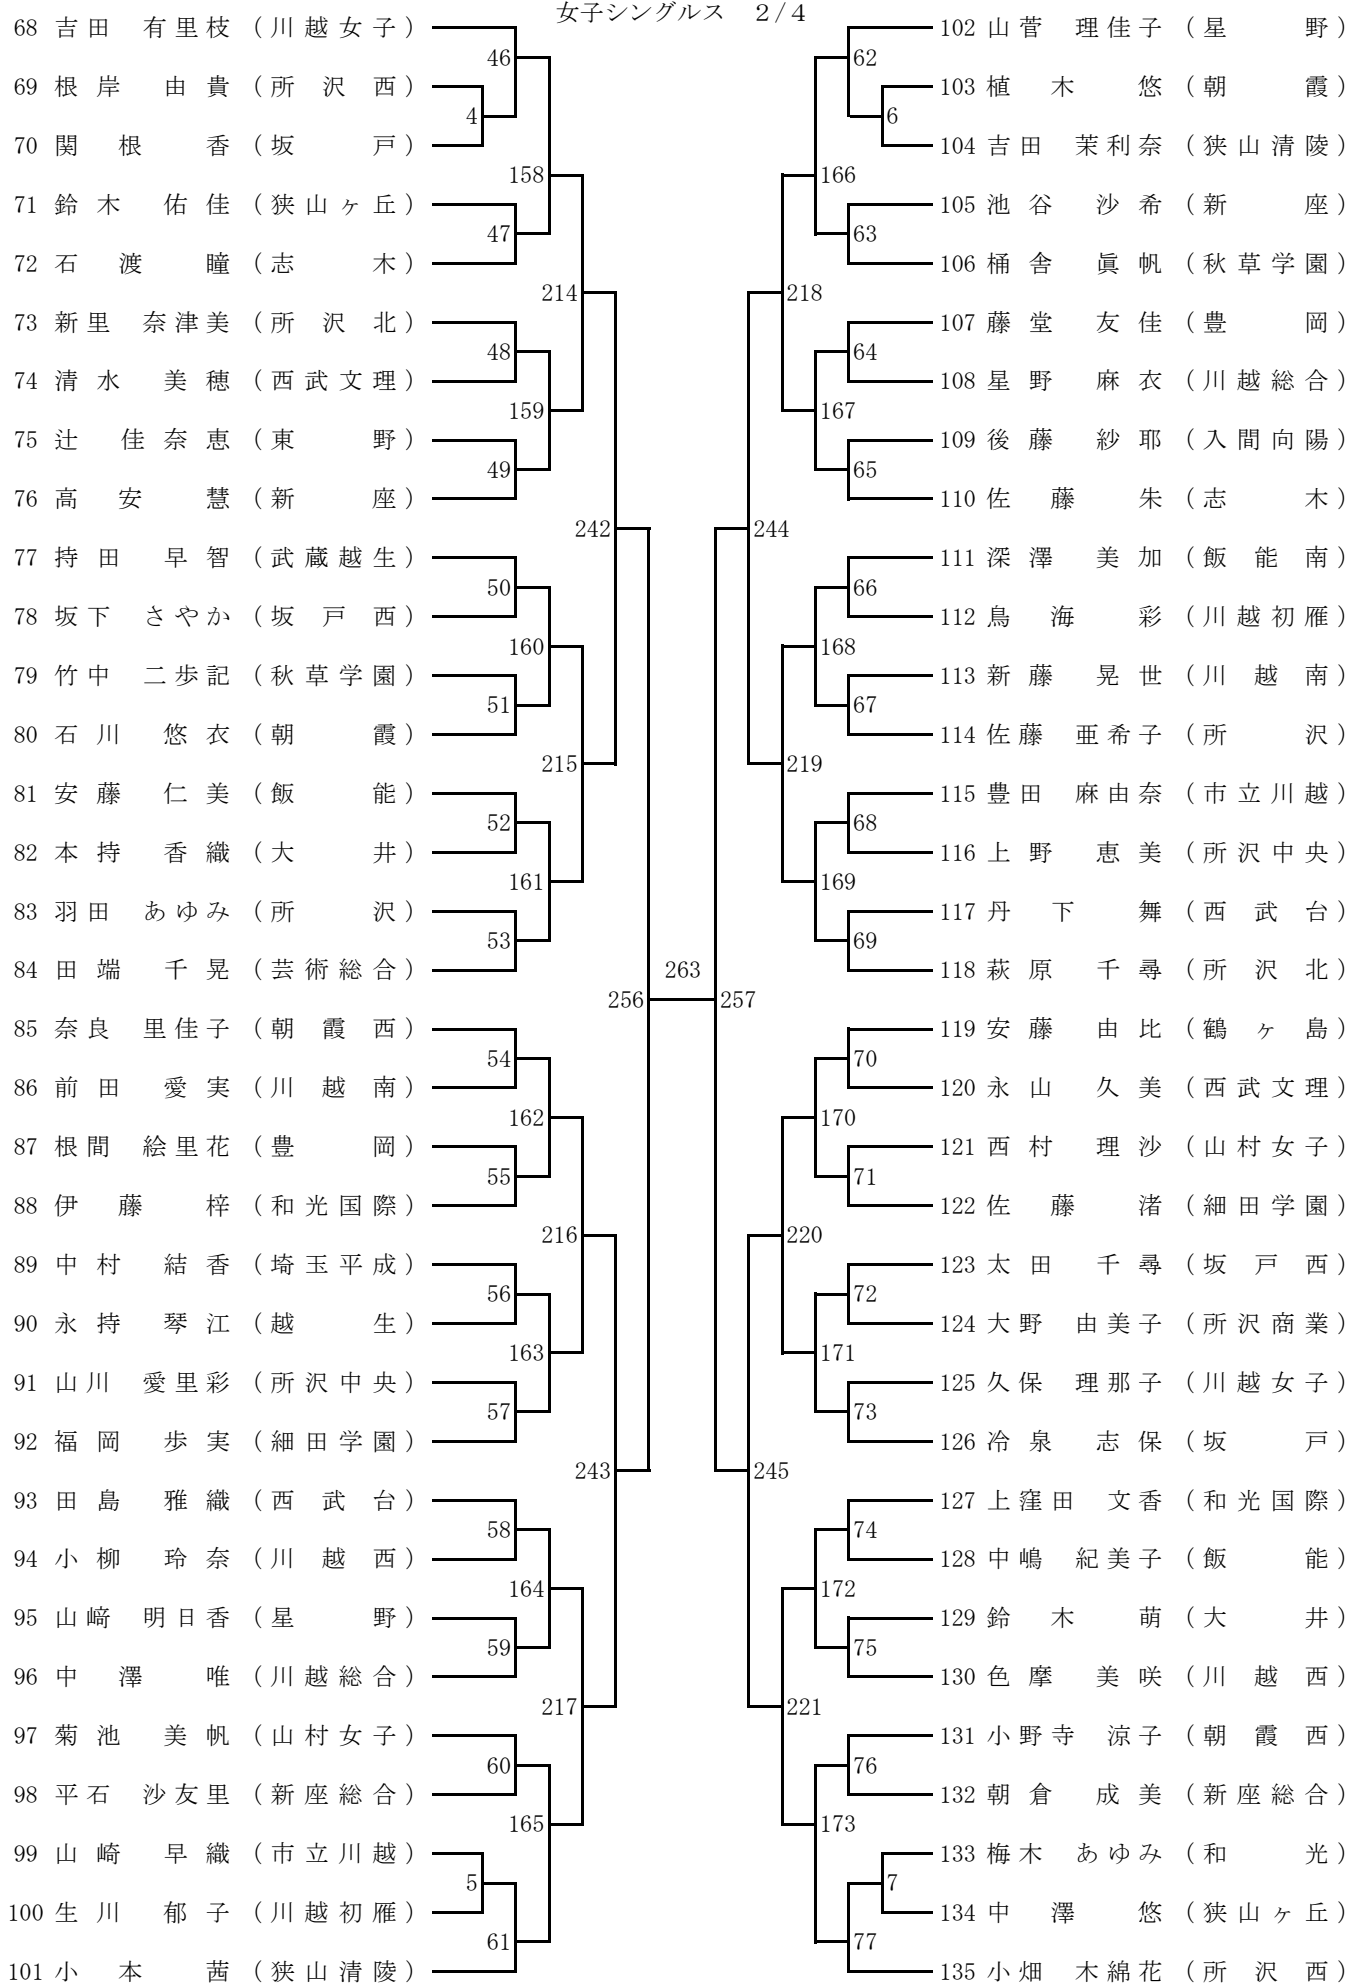 女子シングルス 2/4
68 吉田 有里枝 (川越女子)
46
69 根岸 由貴 (所沢西)
4
70 関根 香 (坂戸)
158
71 鈴木 佑佳 (狭山ヶ丘)
47
72 石渡 瞳 (志木)
214
73 新里 奈津美 (所沢北)
48
74 清水 美穂 (西武文理)
159
75 辻 佳奈恵 (東野)
49
76 高安 慧 (新座)
242
77 持田 早智 (武蔵越生)
50
78 坂下 さやか (坂戸西)
160
79 竹中 二歩記 (秋草学園)
51
80 石川 悠衣 (朝霞)
215
81 安藤 仁美 (飯能)
52
82 本持 香織 (大井)
161
83 羽田 あゆみ (所沢)
53
84 田端 千晃 (芸術総合)
256
263
257
85 奈良 里佳子 (朝霞西)
54
86 前田 愛実 (川越南)
162
87 根間 絵里花 (豊岡)
55
88 伊藤 梓 (和光国際)
216
89 中村 結香 (埼玉平成)
56
90 永持 琴江 (越生)
163
91 山川 愛里彩 (所沢中央)
57
92 福岡 歩実 (細田学園)
243
93 田島 雅織 (西武台)
58
94 小柳 玲奈 (川越西)
164
95 山﨑 明日香 (星野)
59
96 中澤 唯 (川越総合)
217
97 菊池 美帆 (山村女子)
60
98 平石 沙友里 (新座総合)
165
99 山崎 早織 (市立川越)
5
100 生川 郁子 (川越初雁)
61
101 小本 茜 (狭山清陵)
102 山菅 理佳子 (星野)
62
103 植木 悠 (朝霞)
6
104 吉田 茉利奈 (狭山清陵)
166
105 池谷 沙希 (新座)
63
106 桶舎 眞帆 (秋草学園)
218
107 藤堂 友佳 (豊岡)
64
108 星野 麻衣 (川越総合)
167
109 後藤 紗耶 (入間向陽)
65
110 佐藤 朱 (志木)
244
111 深澤 美加 (飯能南)
66
112 鳥海 彩 (川越初雁)
168
113 新藤 晃世 (川越南)
67
114 佐藤 亜希子 (所沢)
219
115 豊田 麻由奈 (市立川越)
68
116 上野 恵美 (所沢中央)
169
117 丹下 舞 (西武台)
69
118 萩原 千尋 (所沢北)
119 安藤 由比 (鶴ヶ島)
70
120 永山 久美 (西武文理)
170
121 西村 理沙 (山村女子)
71
122 佐藤 渚 (細田学園)
220
123 太田 千尋 (坂戸西)
72
124 大野 由美子 (所沢商業)
171
125 久保 理那子 (川越女子)
73
126 冷泉 志保 (坂戸)
245
127 上窪田 文香 (和光国際)
74
128 中嶋 紀美子 (飯能)
172
129 鈴木 萌 (大井)
75
130 色摩 美咲 (川越西)
221
131 小野寺 涼子 (朝霞西)
76
132 朝倉 成美 (新座総合)
173
133 梅木 あゆみ (和光)
7
134 中澤 悠 (狭山ヶ丘)
77
135 小畑 木綿花 (所沢西)